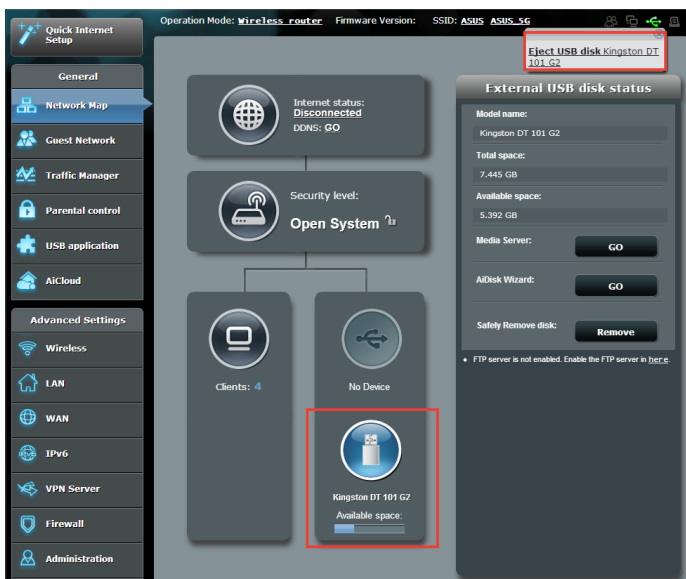 Quick Internet
Setup
Operation Mode: Wireless router Firmware Version: SSID: ASUS ASUS_5G
Eject USB disk Kingston DT
101 G2
General
Network Map
Guest Network
Traffic Manager
Parental control
USB application
AiCloud
Advanced Settings
Wireless
LAN
WAN
IPv6
VPN Server
Firewall
Administration
Internet status:
Disconnected
DDNS: GO
Security level:
Open System
Clients: 4
No Device
Kingston DT 101 G2
Available space:
External USB disk status
Model name:
Kingston DT 101 G2
Total space:
7.445 GB
Available space:
5.392 GB
Media Server: GO
AiDisk Wizard: GO
Safely Remove disk: Remove
• FTP server is not enabled. Enable the FTP server in here.